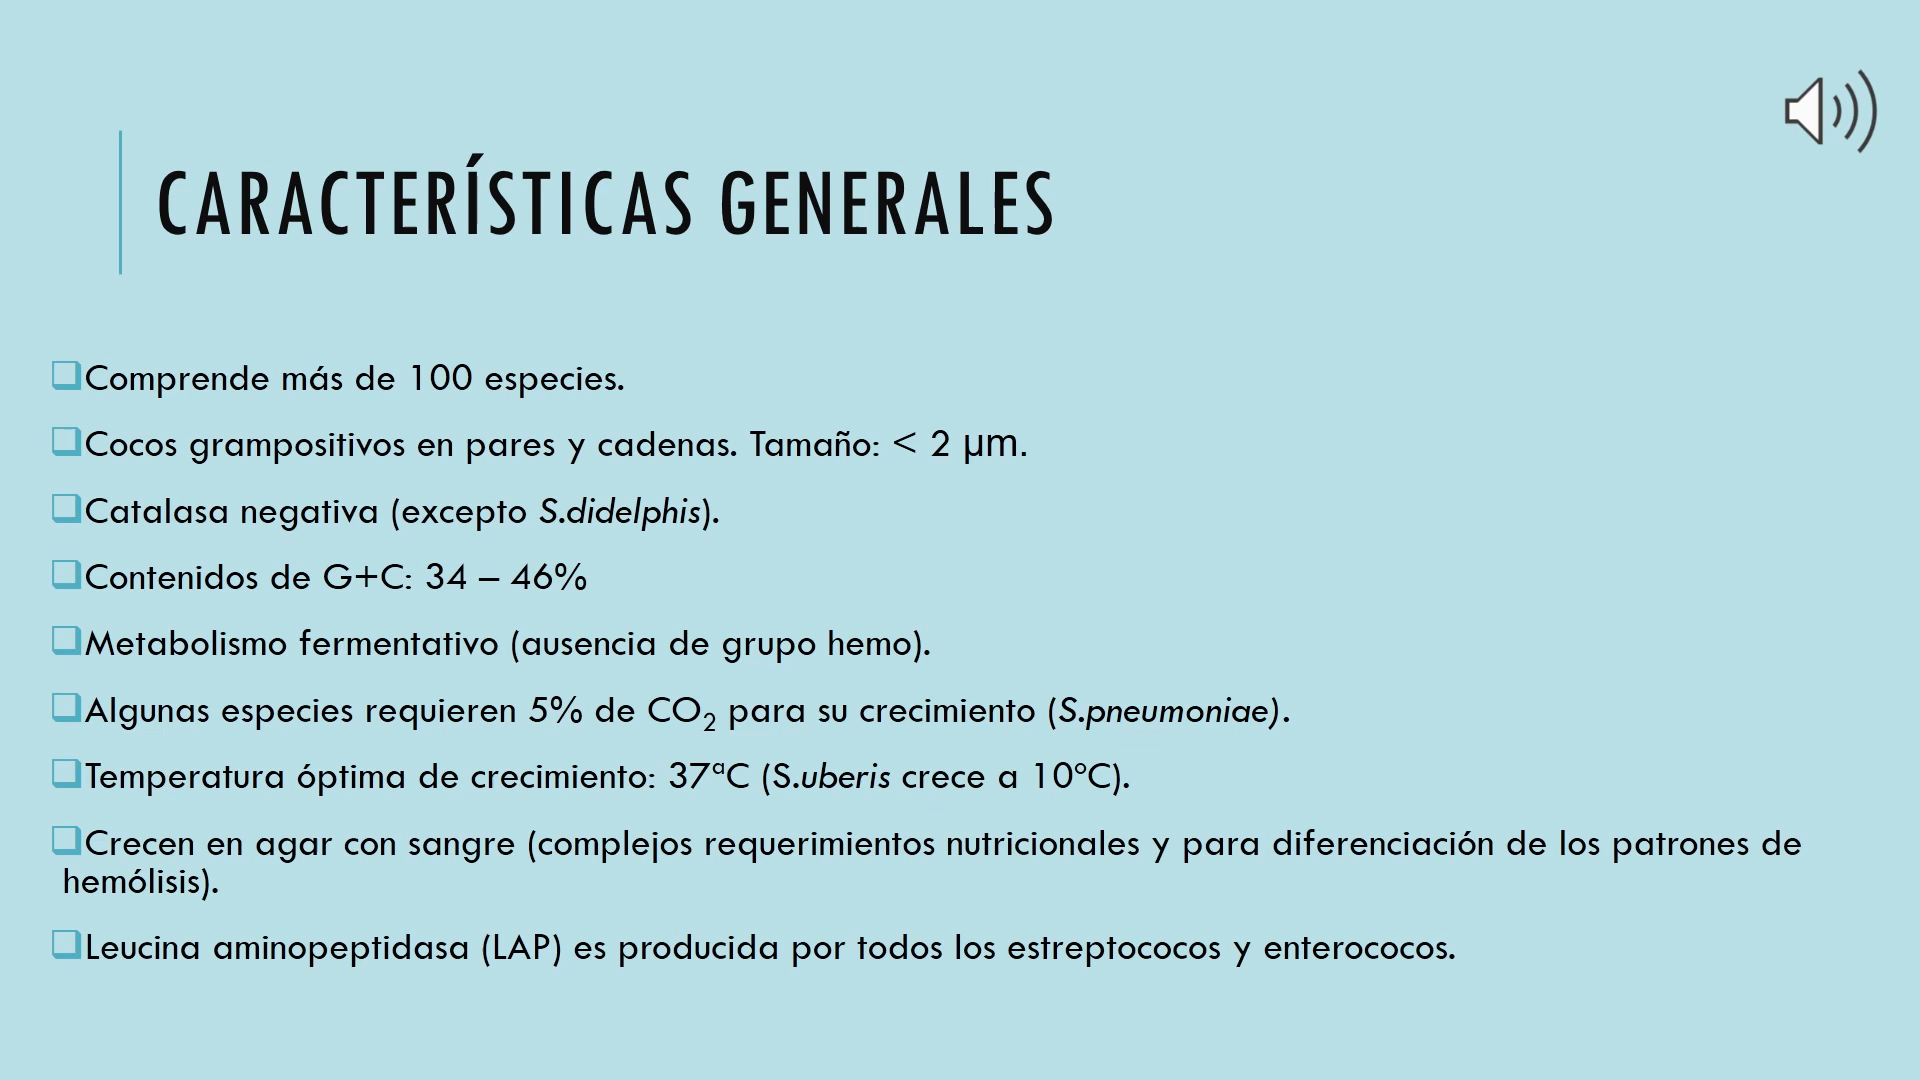 CARACTERÍSTICAS GENERALES
❑Comprende más de 100 especies.
❑Cocos grampositivos en pares y cadenas. Tamaño: < 2 µm.
❑Catalasa negativa (excepto S.didelphis).
❑Contenidos de G+C: 34 – 46%
❑Metabolismo fermentativo (ausencia de grupo hemo).
❑Algunas especies requieren 5% de CO₂ para su crecimiento (S.pneumoniae).
❑Temperatura óptima de crecimiento: 37ªC (S.uberis crece a 10ºC).
❑Crecen en agar con sangre (complejos requerimientos nutricionales y para diferenciación de los patrones de
hemólisis).
❑Leucina aminopeptidasa (LAP) es producida por todos los estreptococos y enterococos.